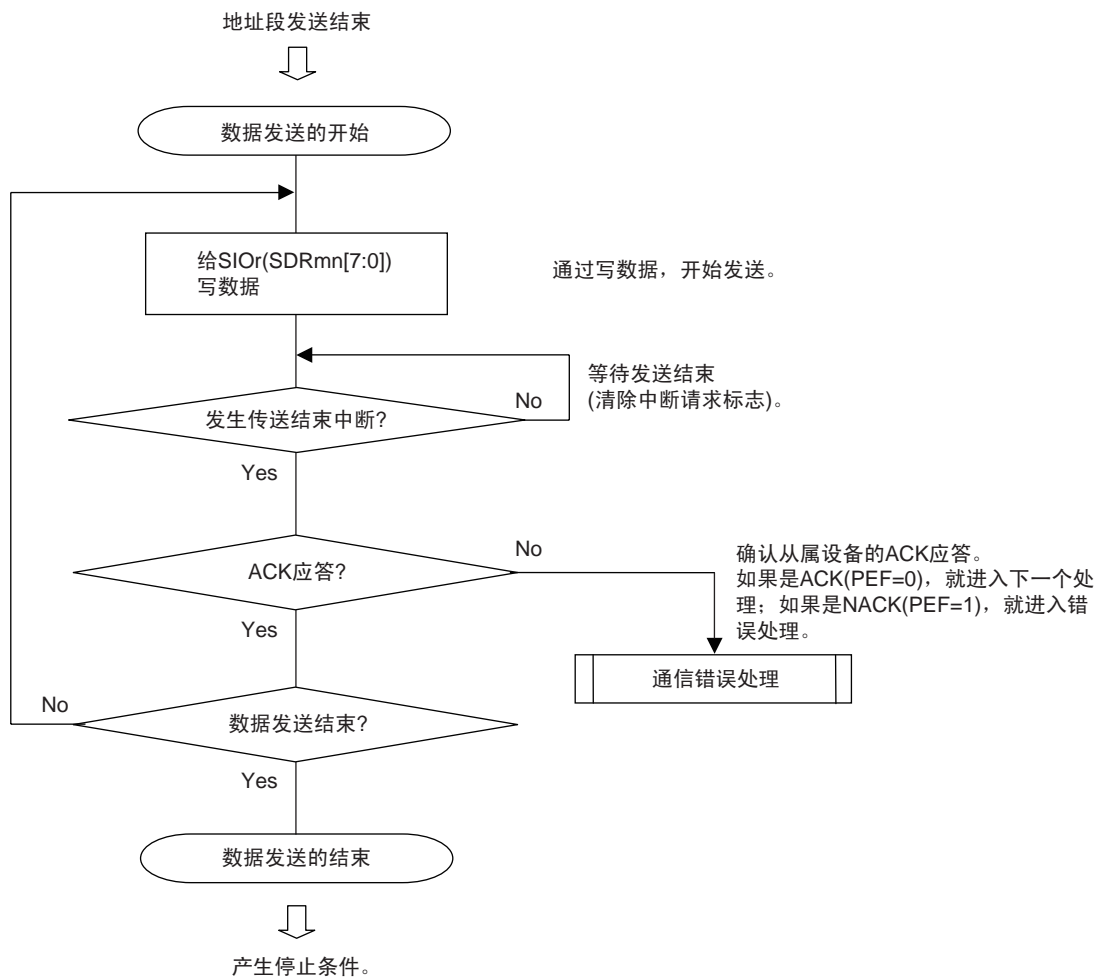 地址段发送结束
数据发送的开始
给SIOr(SDRmn[7:0])
写数据
通过写数据，开始发送。
等待发送结束
(清除中断请求标志)。
No
发生传送结束中断?
Yes
No
ACK应答?
确认从属设备的ACK应答。
如果是ACK(PEF=0)，就进入下一个处
理；如果是NACK(PEF=1)，就进入错
误处理。
Yes
通信错误处理
No
数据发送结束?
Yes
数据发送的结束
产生停止条件。